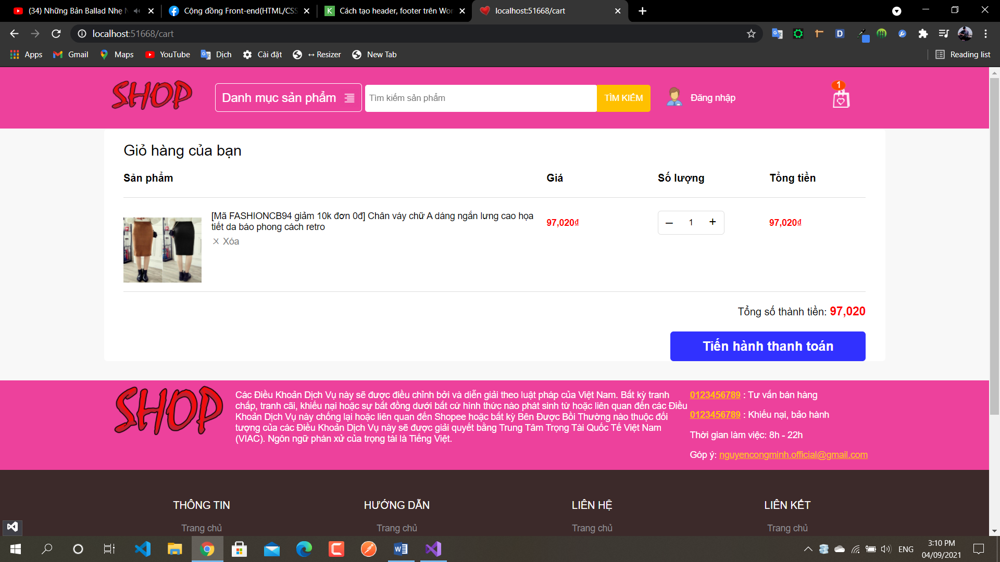 (34) Những Bản Ballad Nhẹ N
Cộng đồng Front-end(HTML/CSS
Cách tạo header, footer trên Wor
localhost:51668/cart
localhost:51668/cart
Apps
Gmail
Maps
YouTube
Dịch
Cài đặt
↔ Resizer
New Tab
Reading list
SHOP
Danh mục sản phẩm
Tìm kiếm sản phẩm
TÌM KIẾM
Đăng nhập
1
Giỏ hàng của bạn
Sản phẩm
Giá
Số lượng
Tổng tiền
[Mã FASHIONCB94 giảm 10k đơn 0đ] Chân váy chữ A dáng ngắn lưng cao họa
tiết da báo phong cách retro
Xóa
97,020₫
– 1 +
97,020₫
Tổng số thành tiền: 97,020
Tiến hành thanh toán
SHOP
Các Điều Khoản Dịch Vụ này sẽ được điều chỉnh bởi và diễn giải theo luật pháp của Việt Nam. Bất kỳ tranh
chấp, tranh cãi, khiếu nại hoặc sự bất đồng dưới bất cứ hình thức nào phát sinh từ hoặc liên quan đến các Điều
Khoản Dịch Vụ này chống lại hoặc liên quan đến Shopee hoặc bất kỳ Bên Được Bồi Thường nào thuộc đối
tượng của các Điều Khoản Dịch Vụ này sẽ được giải quyết bằng Trung Tâm Trọng Tài Quốc Tế Việt Nam
(VIAC). Ngôn ngữ phán xử của trọng tài là Tiếng Việt.
0123456789 : Tư vấn bán hàng
0123456789 : Khiếu nại, bảo hành
Thời gian làm việc: 8h - 22h
Góp ý: nguyencongminh.official@gmail.com
THÔNG TIN
HƯỚNG DẪN
LIÊN HỆ
LIÊN KẾT
Trang chủ
Trang chủ
Trang chủ
Trang chủ
ENG
3:10 PM
04/09/2021